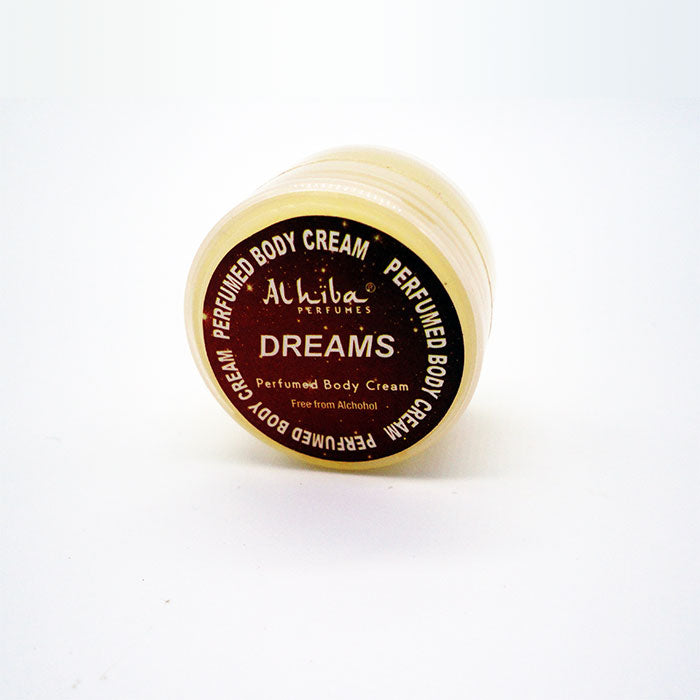 PERFUMED BODY CREAM
PERFUMED BODY CREAM
PERFUMED BODY CREAM
Alhiba®
PERFUMES
DREAMS
Perfumed Body Cream
Free from Alchohol